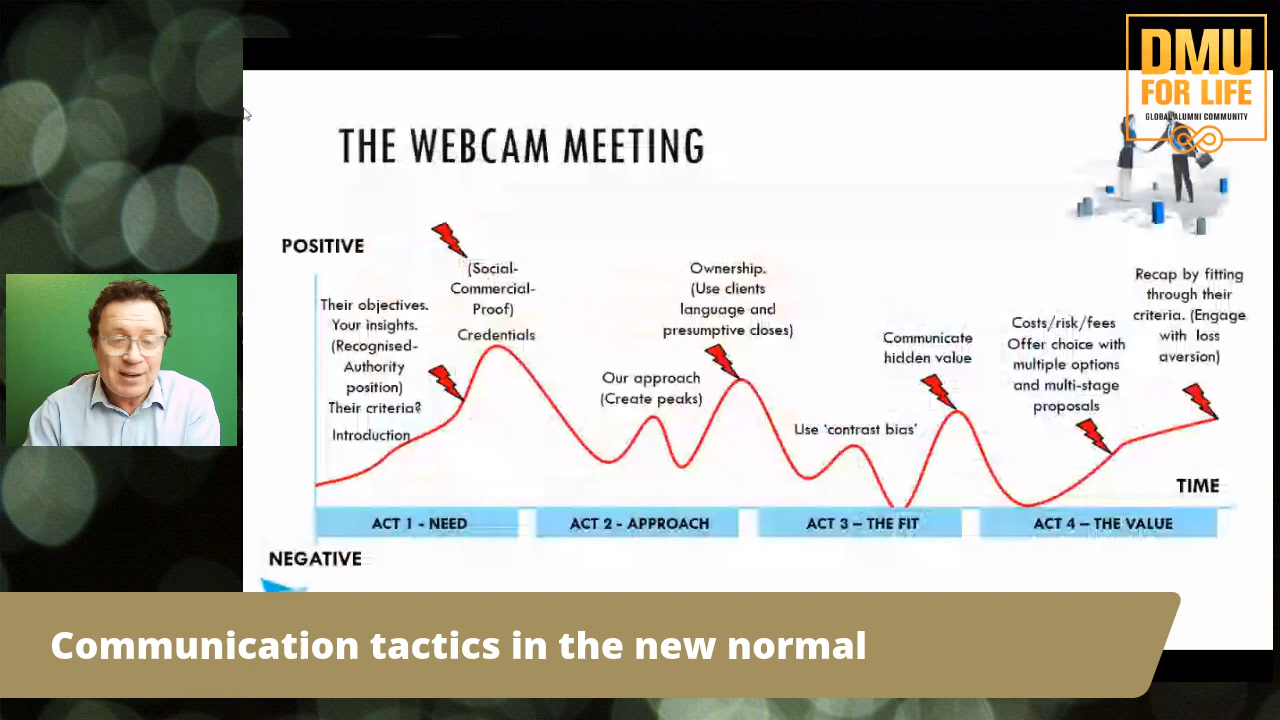 DMU
FOR LIFE
GLOBAL ALUMNI COMMUNITY
THE WEBCAM MEETING
POSITIVE
Their objectives.
Your insights.
(Recognised-
Authority
position)
Their criteria?
Introduction
(Social-
Commercial-
Proof)
Credentials
Our approach
(Create peaks)
Ownership.
(Use clients
language and
presumptive closes)
Use ‘contrast bias’
Communicate
hidden value
Costs/risk/fees
Offer choice with
multiple options
and multi-stage
proposals
Recap by fitting
through their
criteria. (Engage
with loss
aversion)
TIME
ACT 1 - NEED
ACT 2 - APPROACH
ACT 3 – THE FIT
ACT 4 – THE VALUE
NEGATIVE
Communication tactics in the new normal